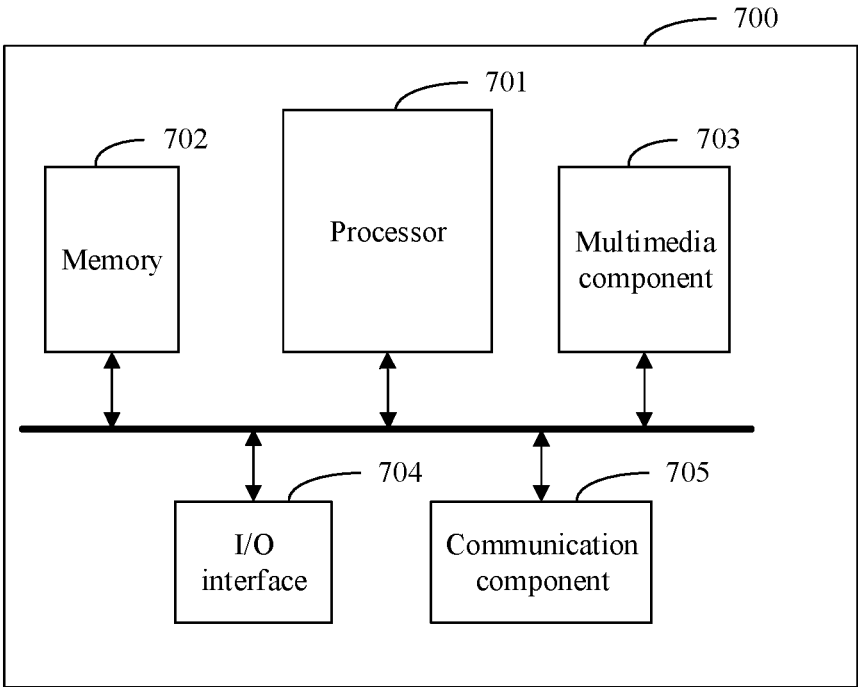 700
701
702
703
Processor
Memory
Multimedia
component
704
705
I/O
interface
Communication
component